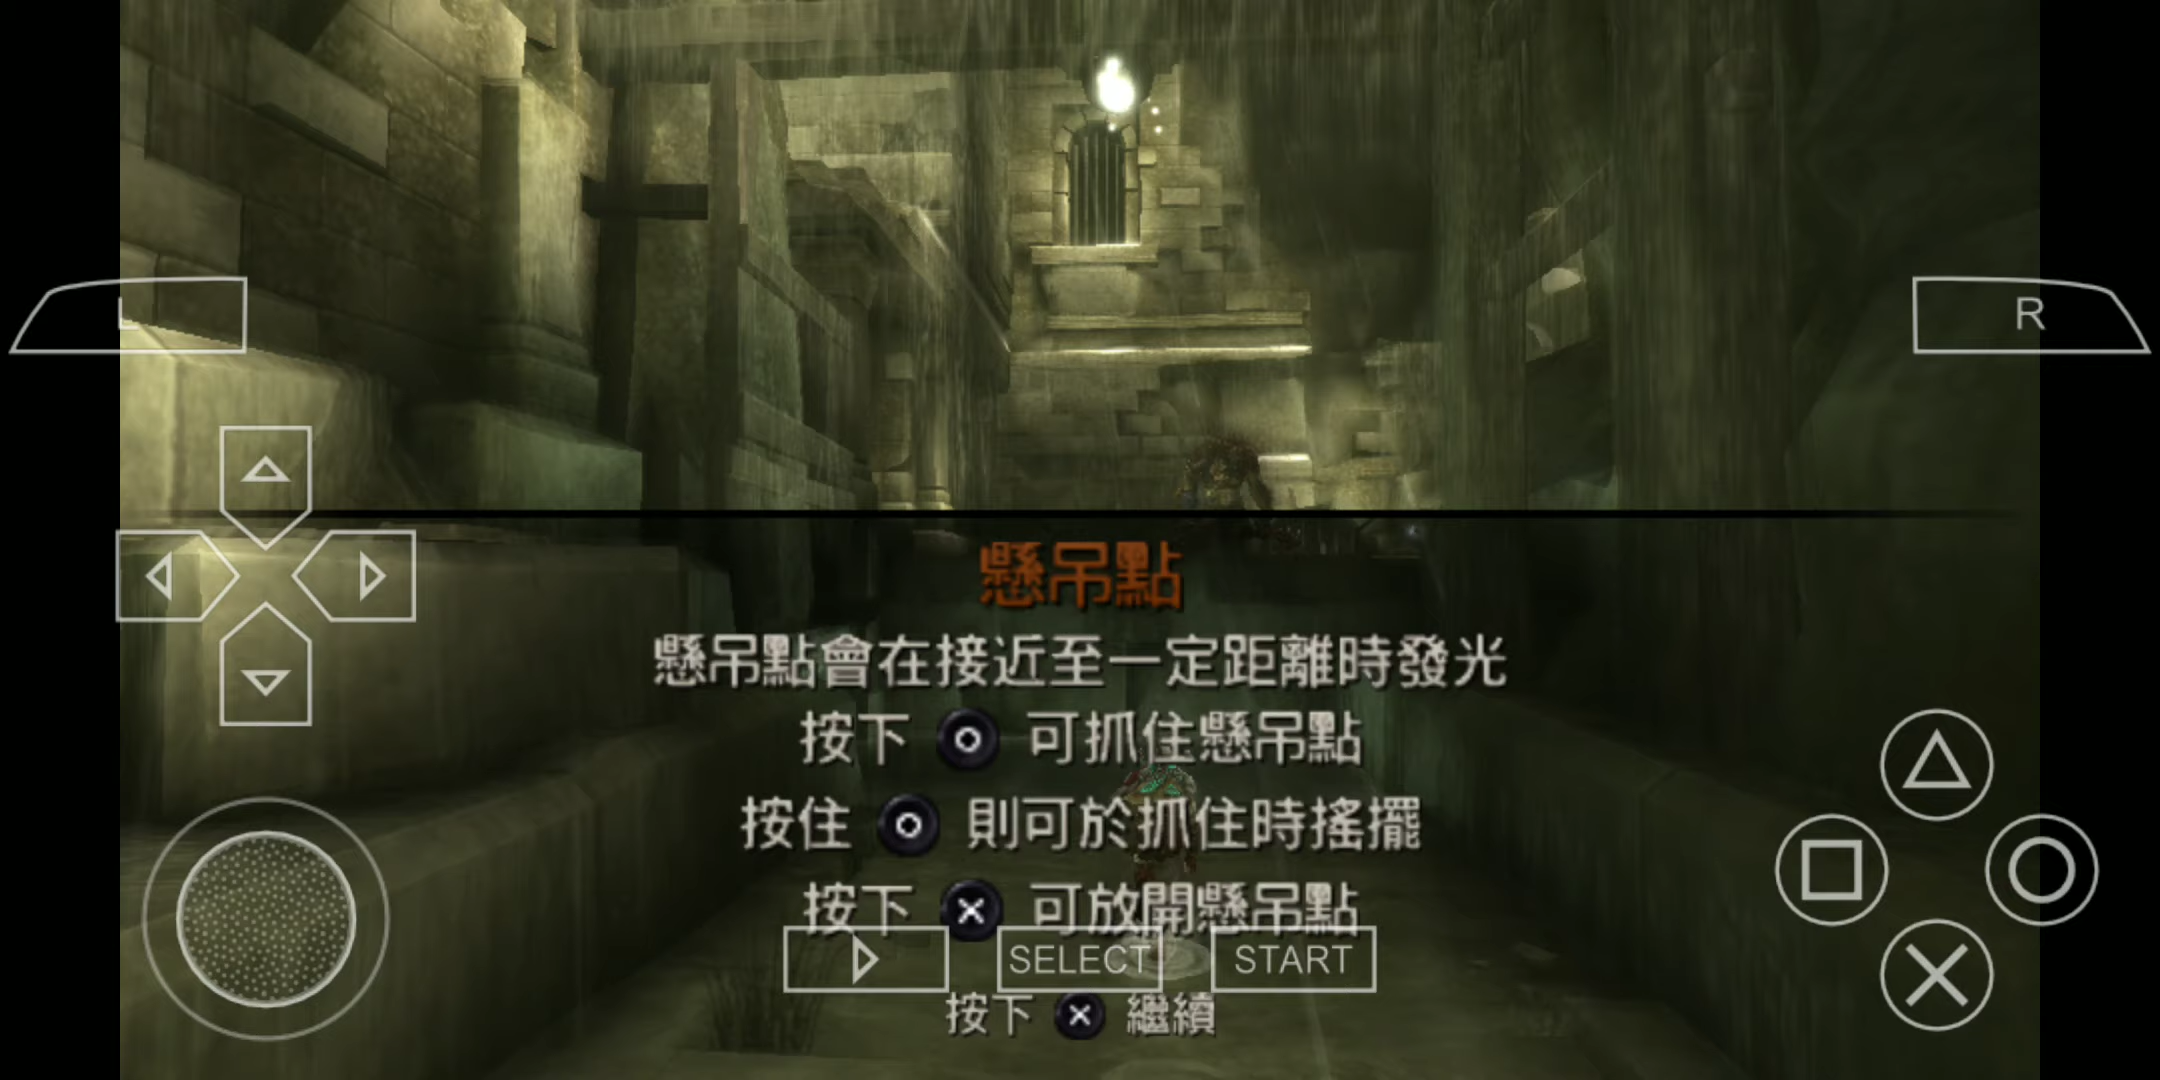 L
R
懸吊點
懸吊點會在接近至一定距離時發光
按下 ○ 可抓住懸吊點
按住 ○ 則可於抓住時搖擺
按下 ✕ 可放開懸吊點
SELECT START
按下 ✕ 繼續